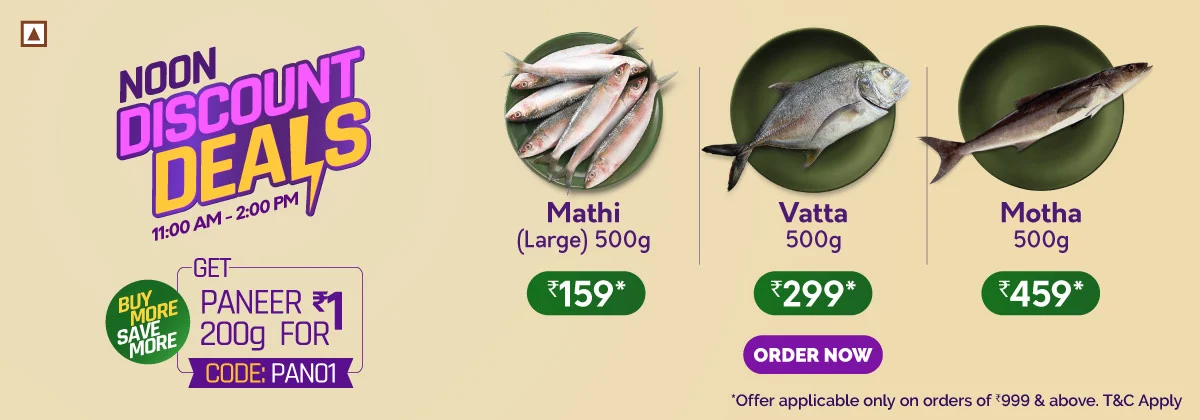 NOON
DISCOUNT
DEALS
11:00 AM - 2:00 PM
BUY
MORE
SAVE
MORE
GET
PANEER ₹1
200g FOR
CODE: PAN01
Mathi
(Large) 500g
₹159*
Vatta
500g
₹299*
Motha
500g
₹459*
ORDER NOW
*Offer applicable only on orders of ₹999 & above. T&C Apply